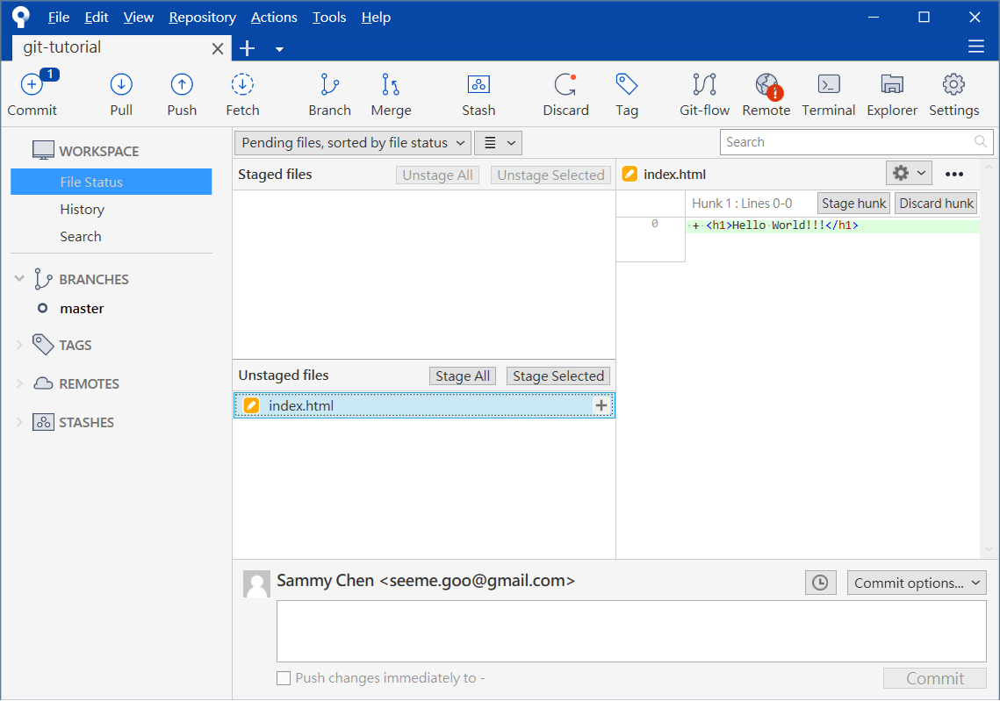 File Edit View Repository Actions Tools Help
git-tutorial
1
Commit Pull Push Fetch Branch Merge Stash Discard Tag Git-flow Remote Terminal Explorer Settings
WORKSPACE
File Status
History
Search
BRANCHES
master
TAGS
REMOTES
STASHES
Pending files, sorted by file status
Search
Staged files Unstage All Unstage Selected
Unstaged files Stage All Stage Selected
index.html
index.html
Hunk 1 : Lines 0-0 Stage hunk Discard hunk
0 + <h1>Hello World!!!</h1>
Sammy Chen <seeme.goo@gmail.com>
Commit options...
Push changes immediately to -
Commit